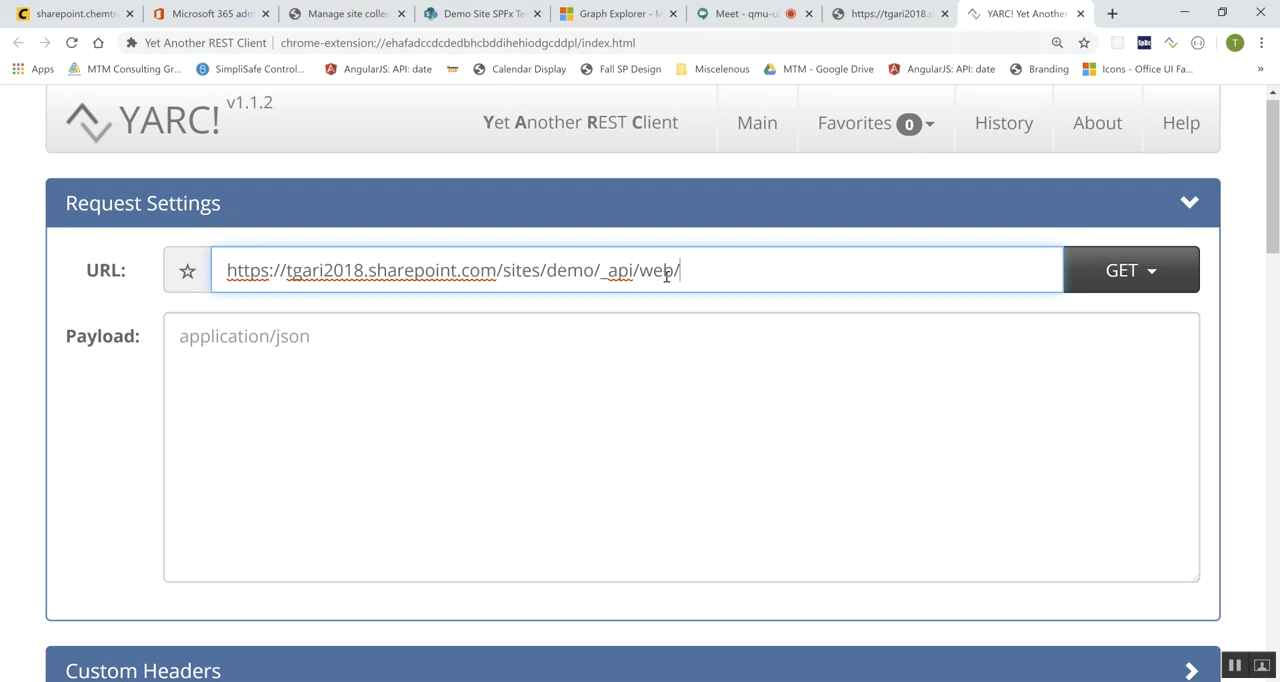 sharepoint.chemtr
Microsoft 365 adm
Manage site collec
Demo Site SPFx Te
Graph Explorer - M
Meet - qmu-u
https://tgari2018.s
YARC! Yet Another
Yet Another REST Client
chrome-extension://ehafadccdcdedbhcbddihehiodgcddpl/index.html
SpRc
T
Apps
MTM Consulting Gr...
SimpliSafe Control...
AngularJS: API: date
Calendar Display
Fall SP Design
Miscelenous
MTM - Google Drive
AngularJS: API: date
Branding
Icons - Office UI Fa...
»
YARC! v1.1.2
Yet Another REST Client
Main
Favorites 0
History
About
Help
Request Settings
URL:
https://tgari2018.sharepoint.com/sites/demo/_api/web/
GET
Payload:
application/json
Custom Headers